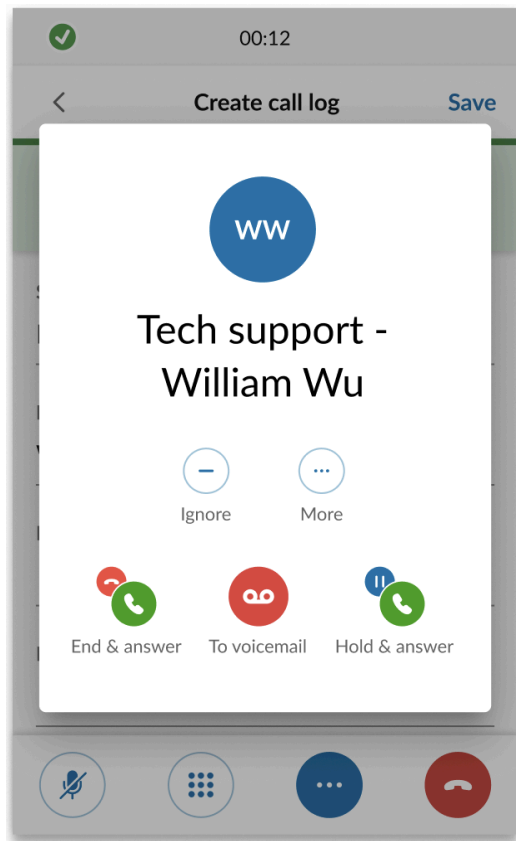 00:12
Create call log
Save
WW
Tech support -
William Wu
Ignore
More
End & answer
To voicemail
Hold & answer